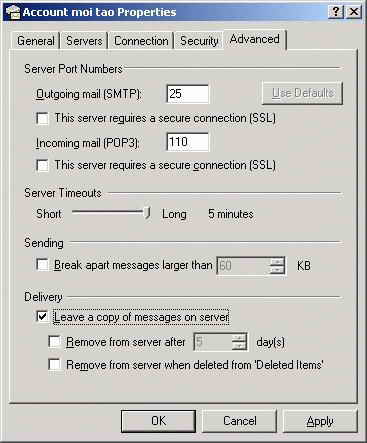 Account moi tao Properties
General Servers Connection Security Advanced
Server Port Numbers
Outgoing mail (SMTP): 25 Use Defaults
This server requires a secure connection (SSL)
Incoming mail (POP3): 110
This server requires a secure connection (SSL)
Server Timeouts
Short Long 5 minutes
Sending
Break apart messages larger than 60 KB
Delivery
Leave a copy of messages on server
Remove from server after 5 day(s)
Remove from server when deleted from 'Deleted Items'
OK Cancel Apply